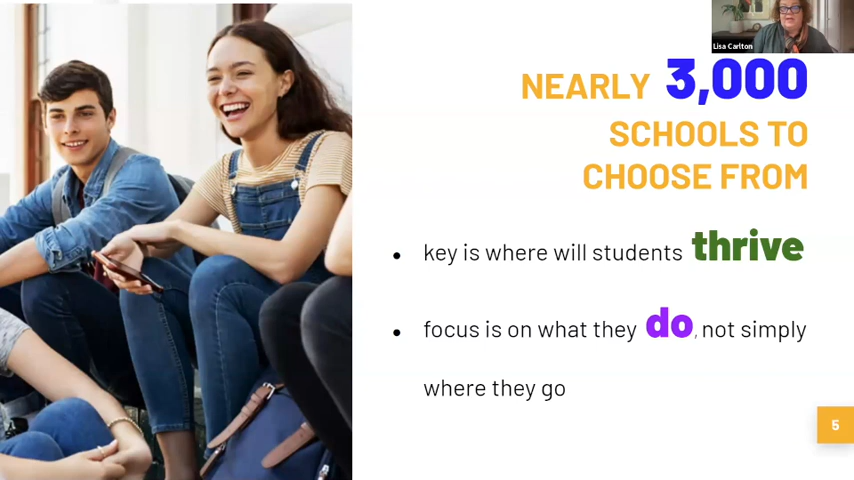 Lisa Carlton
NEARLY 3,000
SCHOOLS TO
CHOOSE FROM
• key is where will students thrive
• focus is on what they do, not simply
where they go
5